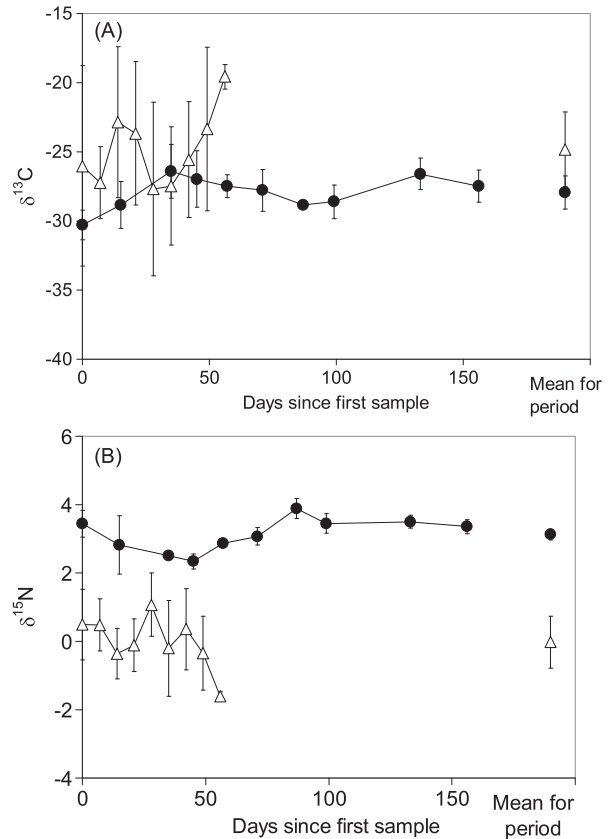 (A)
-15
-20
-25
-30
-35
-40
δ¹³C
0
50
100
150
Mean for
period
Days since first sample
(B)
6
4
2
0
-2
-4
δ¹⁵N
0
50
100
150
Mean for
period
Days since first sample